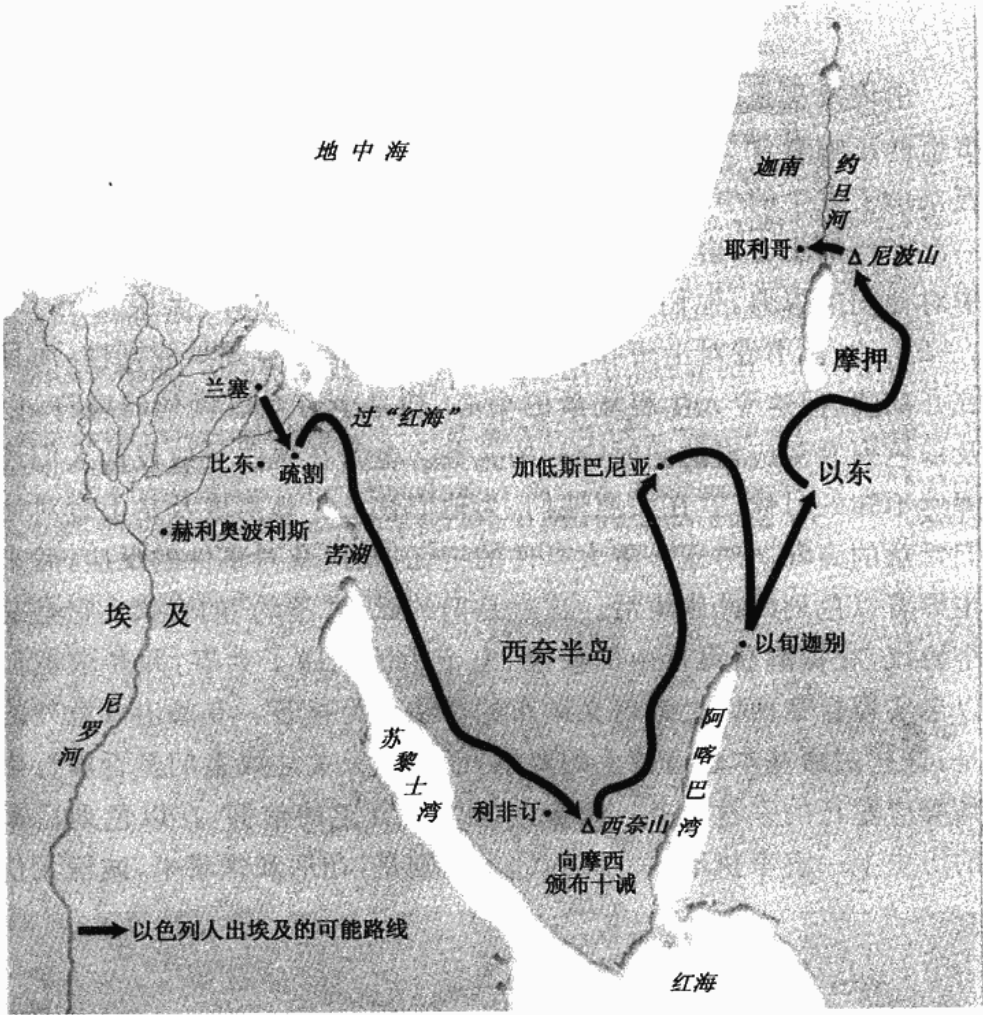 地中海
迦南
约旦河
耶利哥
尼波山
摩押
兰塞
过“红海”
比东
疏割
加低斯巴尼亚
以东
赫利奥波利斯
苦湖
埃及
西奈半岛
以旬迦别
尼罗河
苏黎士湾
阿喀巴湾
利非订
西奈山
向摩西
颁布十诫
以色列人出埃及的可能路线
红海